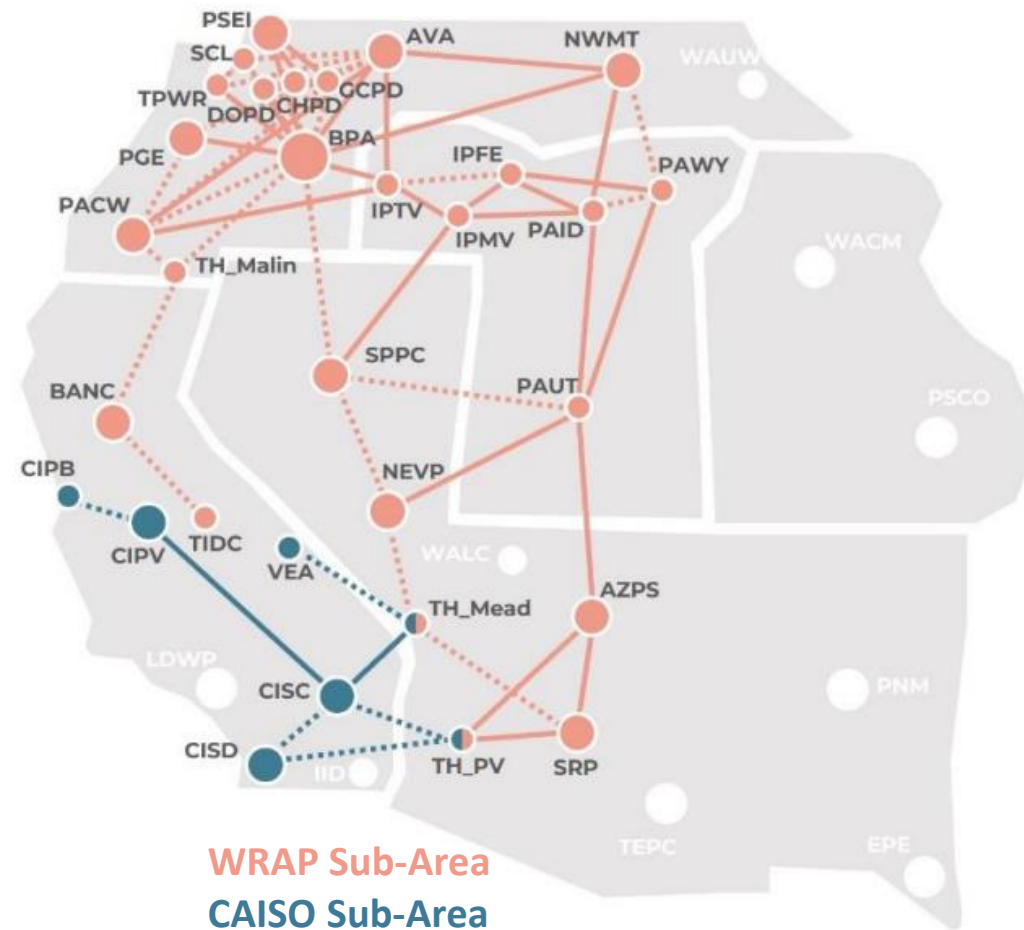 PSEI
AVA
NWMT
SCL
WAUW
TPWR
DOPD
CHPD
GCPD
BPA
PGE
IPFE
PAWY
PACW
IPTV
IPMV
PAID
TH_Malin
WACM
SPPC
PAUT
BANC
PSCO
CIPB
NEVP
CIPV
TIDC
VEA
WALC
AZPS
TH_Mead
LDWP
CISC
PNM
CISD
IID
TH_PV
SRP
TEPC
EPE
WRAP Sub-Area
CAISO Sub-Area